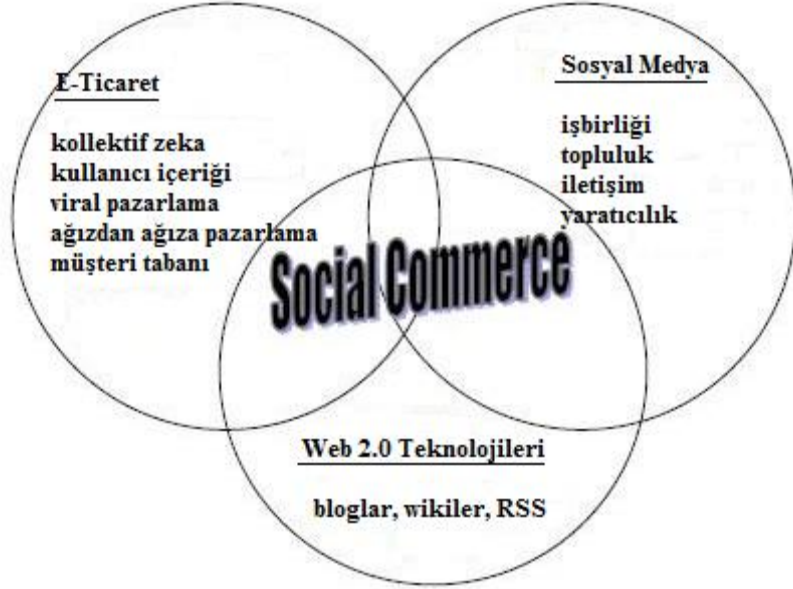 E-Ticaret
kollektif zeka
kullanıcı içeriği
viral pazarlama
ağızdan ağıza pazarlama
müşteri tabanı
Sosyal Medya
işbirliği
topluluk
iletişim
yaratıcılık
Social Commerce
Web 2.0 Teknolojileri
bloglar, wikiler, RSS